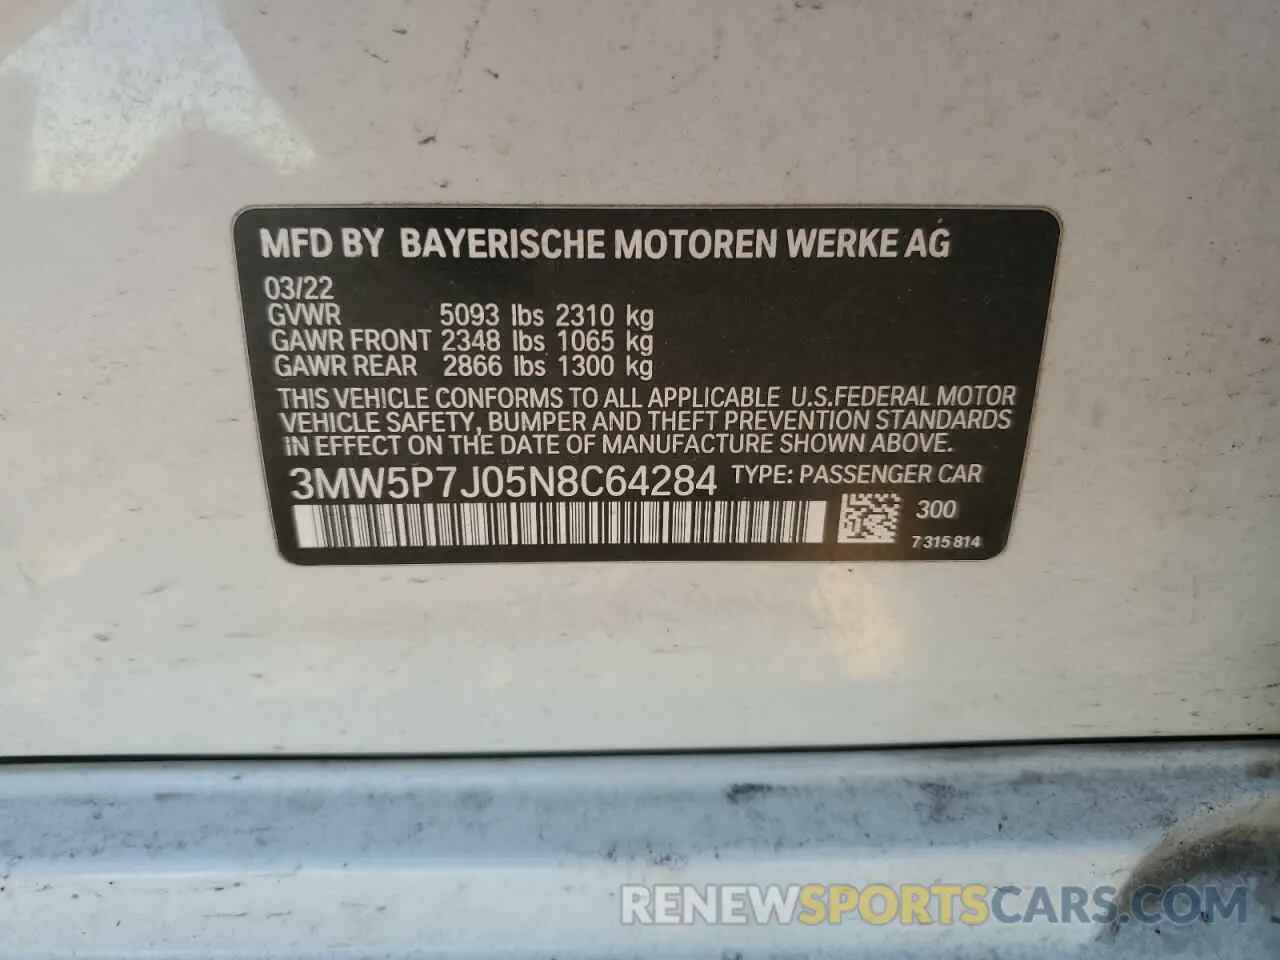 MFD BY BAYERISCHE MOTOREN WERKE AG
03/22
GVWR 5093 lbs 2310 kg
GAWR FRONT 2348 lbs 1065 kg
GAWR REAR 2866 lbs 1300 kg
THIS VEHICLE CONFORMS TO ALL APPLICABLE U.S.FEDERAL MOTOR
VEHICLE SAFETY, BUMPER AND THEFT PREVENTION STANDARDS
IN EFFECT ON THE DATE OF MANUFACTURE SHOWN ABOVE.
3MW5P7J05N8C64284 TYPE: PASSENGER CAR
300
7 315 814
RENEWSPORTSCARS.COM